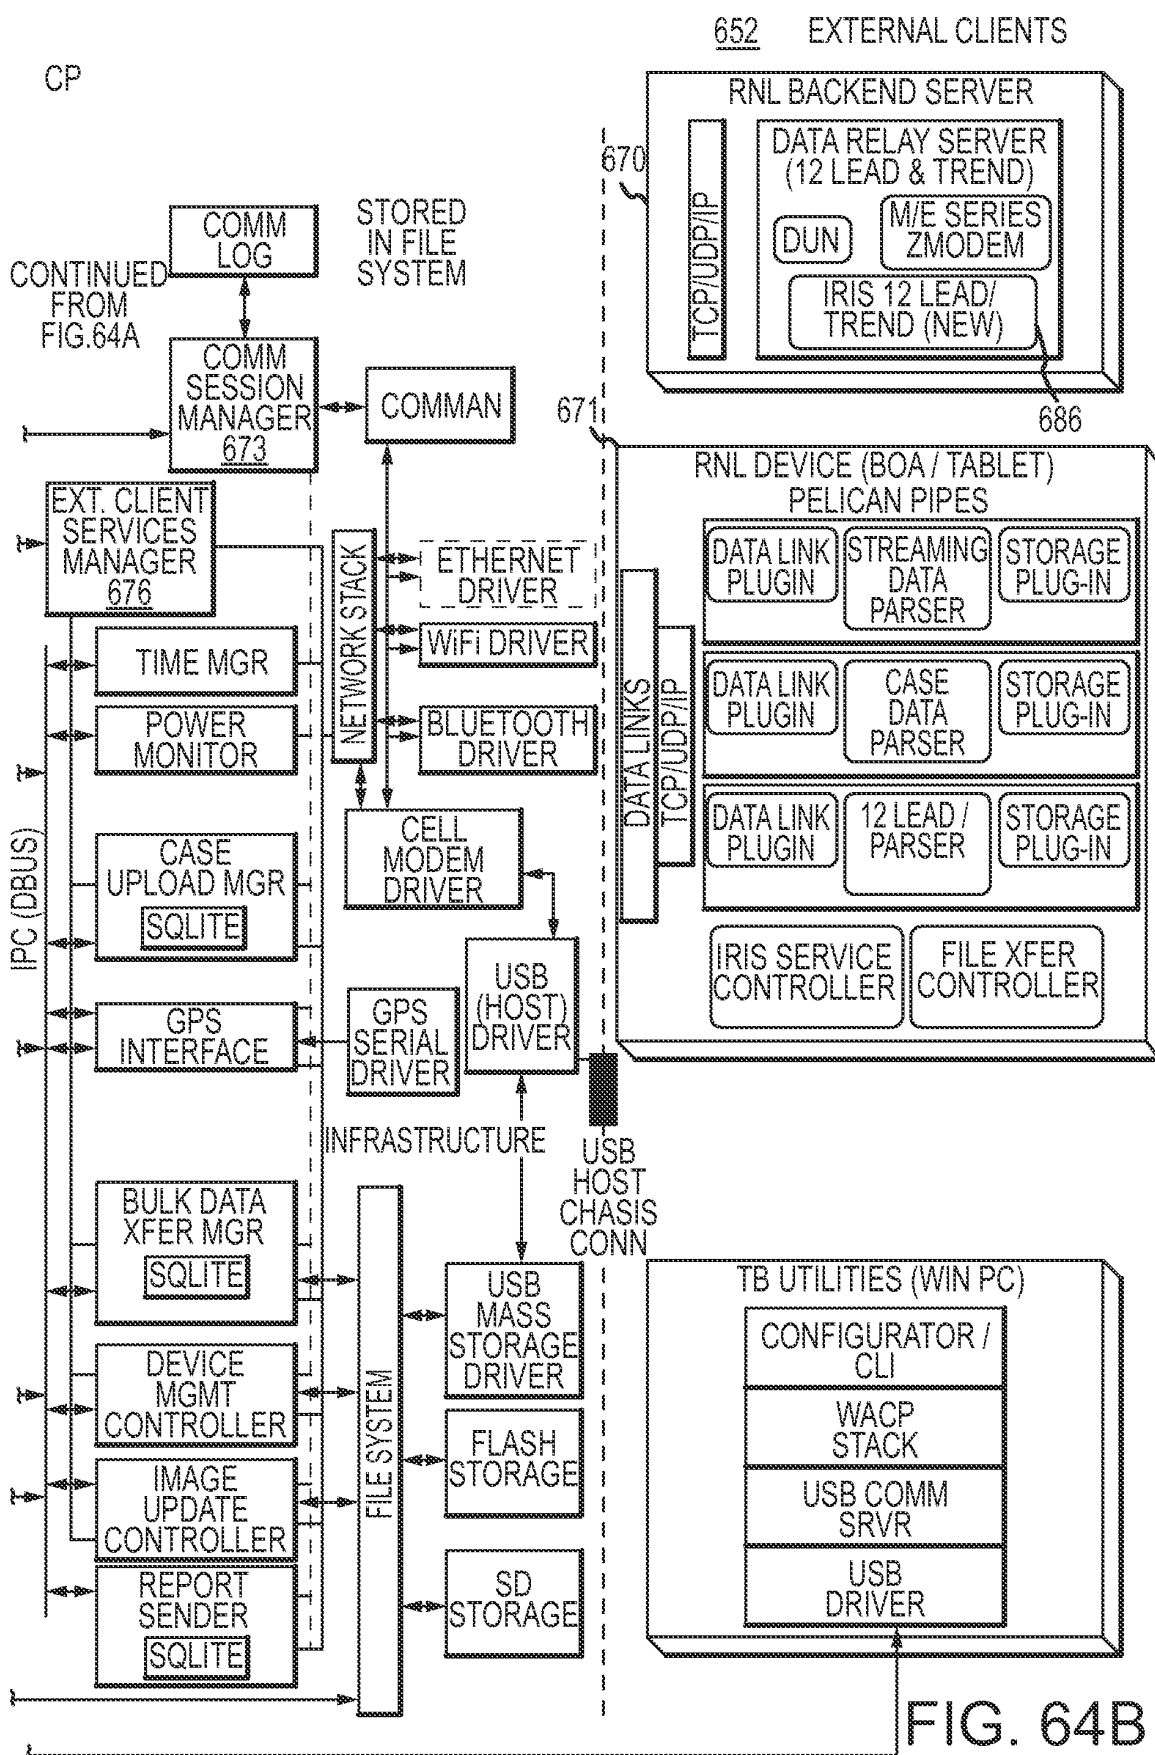 652 EXTERNAL CLIENTS
CP
RNL BACKEND SERVER
670
TCP/UDP/IP
DATA RELAY SERVER
(12 LEAD & TREND)
DUN
M/E SERIES
ZMODEM
IRIS 12 LEAD/
TREND (NEW)
686
COMM
LOG
STORED
IN FILE
SYSTEM
CONTINUED
FROM
FIG.64A
COMM
SESSION
MANAGER
673
COMMAN
671
RNL DEVICE (BOA / TABLET)
PELICAN PIPES
EXT. CLIENT
SERVICES
MANAGER
676
NETWORK STACK
ETHERNET
DRIVER
WiFi DRIVER
BLUETOOTH
DRIVER
CELL
MODEM
DRIVER
DATA LINKS
TCP/UDP/IP
DATA LINK
PLUGIN
STREAMING
DATA
PARSER
STORAGE
PLUG-IN
DATA LINK
PLUGIN
CASE
DATA
PARSER
STORAGE
PLUG-IN
DATA LINK
PLUGIN
12 LEAD /
PARSER
STORAGE
PLUG-IN
IRIS SERVICE
CONTROLLER
FILE XFER
CONTROLLER
IPC (DBUS)
TIME MGR
POWER
MONITOR
CASE
UPLOAD MGR
SQLITE
GPS
INTERFACE
GPS
SERIAL
DRIVER
USB
(HOST)
DRIVER
INFRASTRUCTURE
USB
HOST
CHASIS
CONN
BULK DATA
XFER MGR
SQLITE
DEVICE
MGMT
CONTROLLER
IMAGE
UPDATE
CONTROLLER
REPORT
SENDER
SQLITE
FILE SYSTEM
USB
MASS
STORAGE
DRIVER
FLASH
STORAGE
SD
STORAGE
TB UTILITIES (WIN PC)
CONFIGURATOR /
CLI
WACP
STACK
USB COMM
SRVR
USB
DRIVER
FIG. 64B